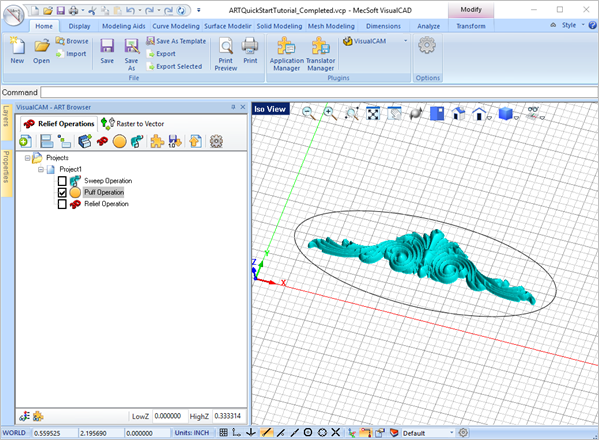 ARTQuickStartTutorial_Completed.vcp - MecSoft VisualCAD
Modify
Home Display Modeling Aids Curve Modeling Surface Modelin Solid Modeling Mesh Modeling Dimensions Analyze Transform Style
New
Open
Browse
Import
Save
Save As
Save As Template
Export
Export Selected
Print Preview
Print
Application Manager
Translator Manager
VisualCAM
Options
File
Plugins
Command
VisualCAM - ART Browser
Layers
Properties
Relief Operations Raster to Vector
Projects
Project1
Sweep Operation
Puff Operation
Relief Operation
Iso View
Y
Z
X
LowZ 0.000000 HighZ 0.333314
WORLD 0.559525 2.195690 0.000000 Units: INCH Default